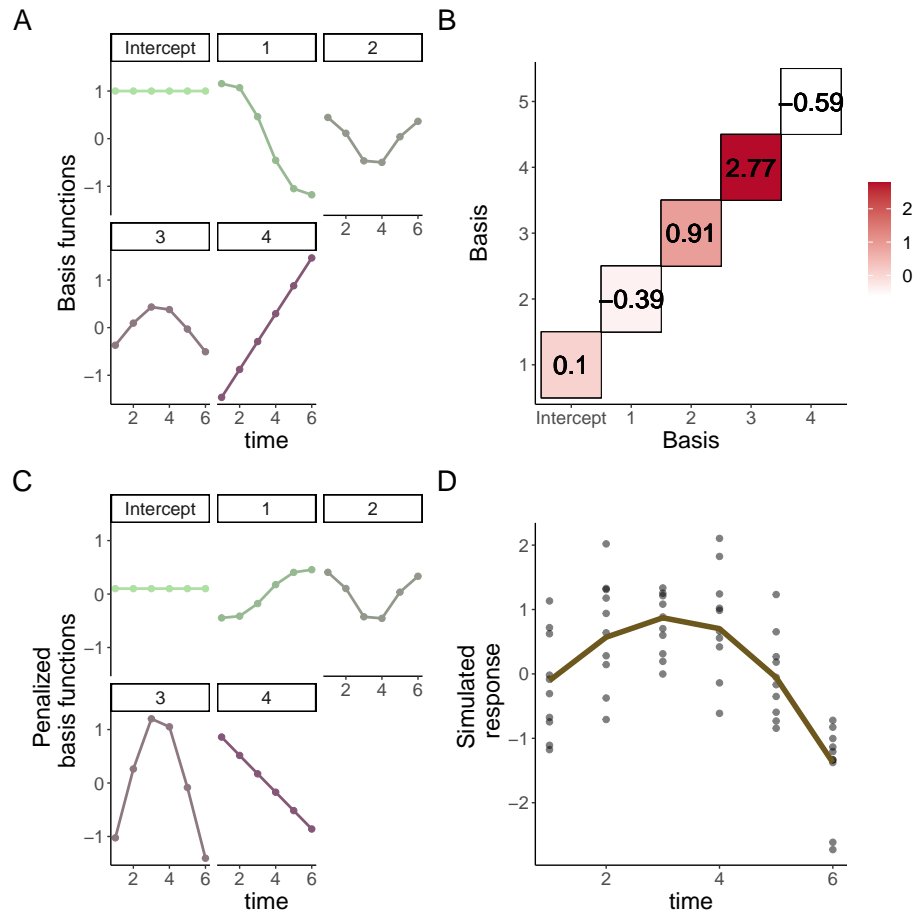 A
Intercept 1 2
1
0
−1
2 4 6
3 4
1
0
−1
2 4 6 2 4 6
Basis functions
time
B
5
4
3
2
1
−0.59
2.77
0.91
−0.39
0.1
Intercept 1 2 3 4
Basis
Basis
2
1
0
C
Intercept 1 2
1
0
−1
2 4 6
3 4
1
0
−1
2 4 6 2 4 6
Penalized
basis functions
time
D
2
1
0
−1
−2
2 4 6
Simulated
response
time